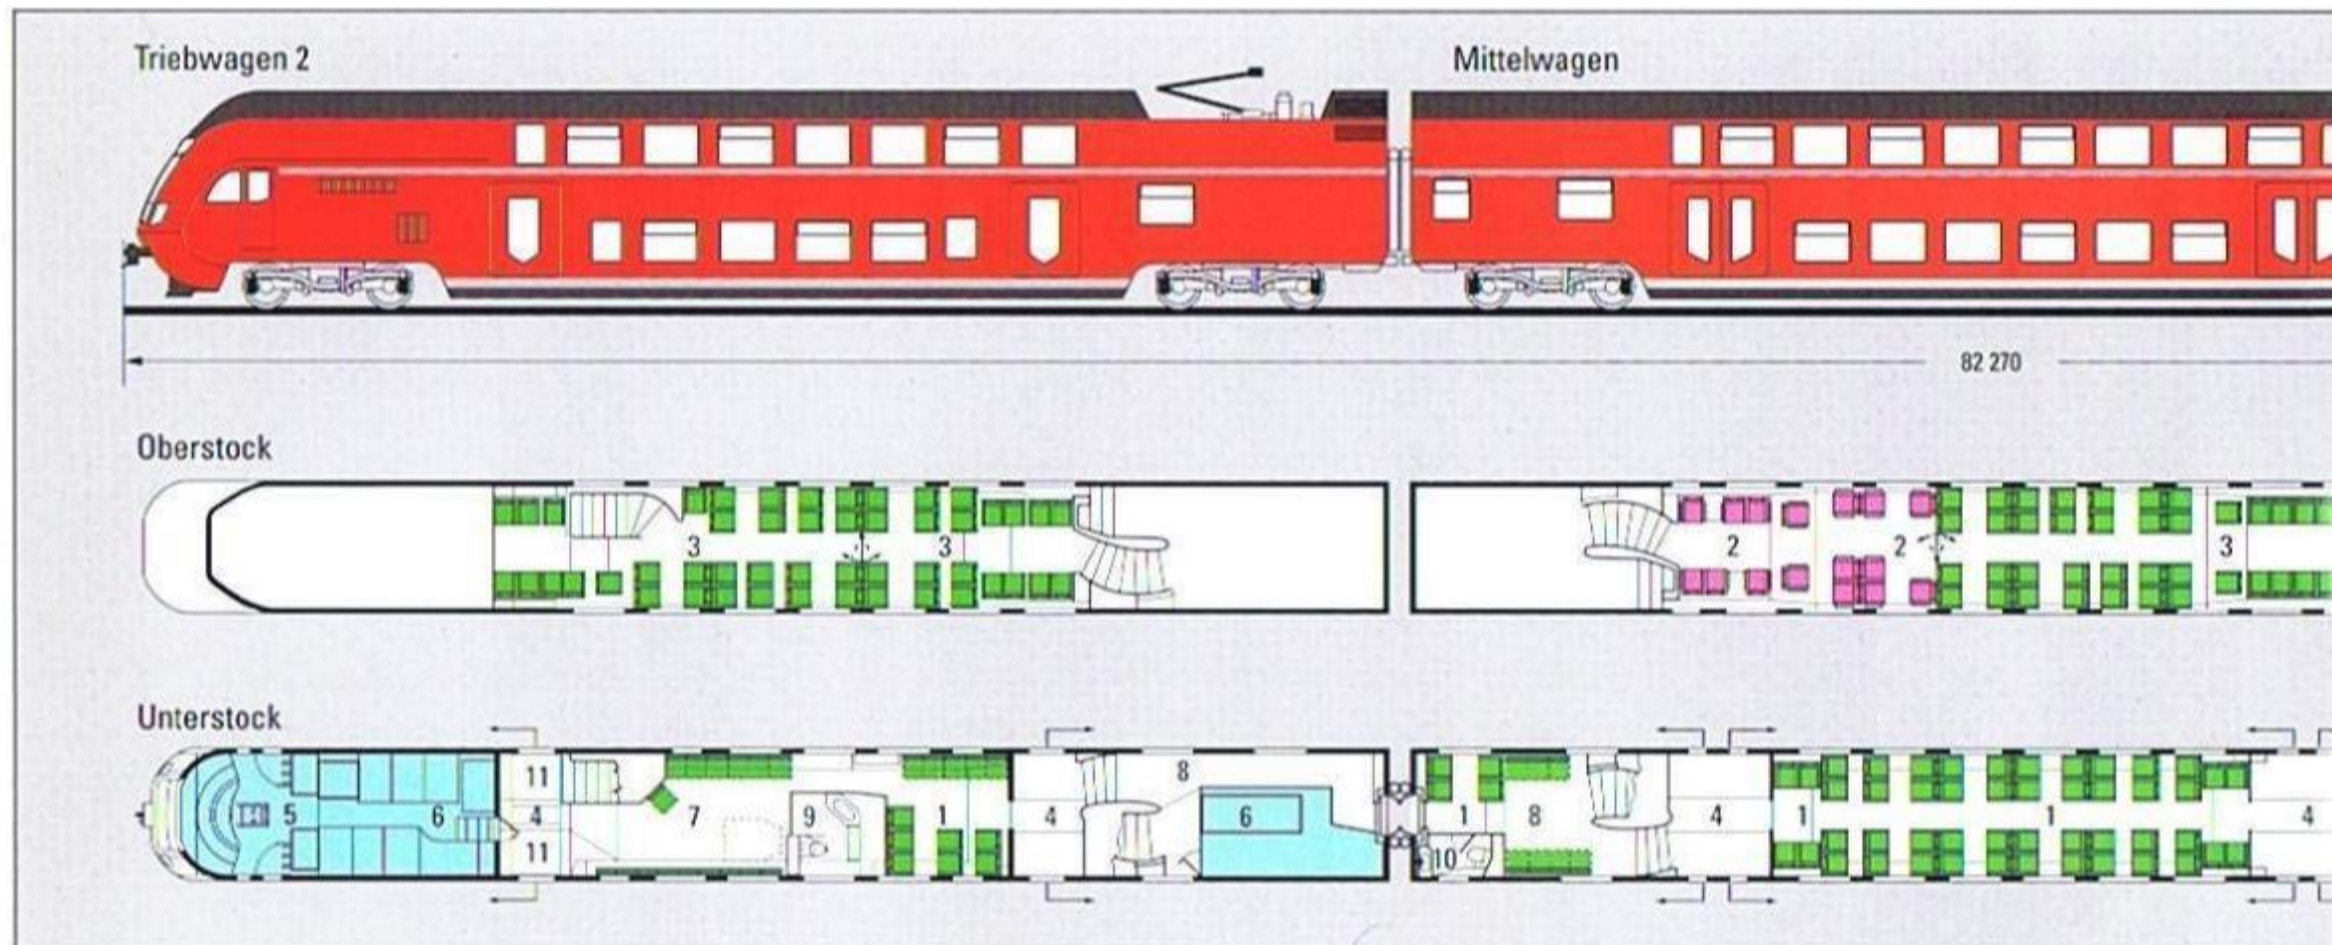 Triebwagen 2
Mittelwagen
82 270
Oberstock
3 3 2 2 3
Unterstock
11 8
5 6 4 7 9 1 4 6 1 8 4 1 1 4
11 10